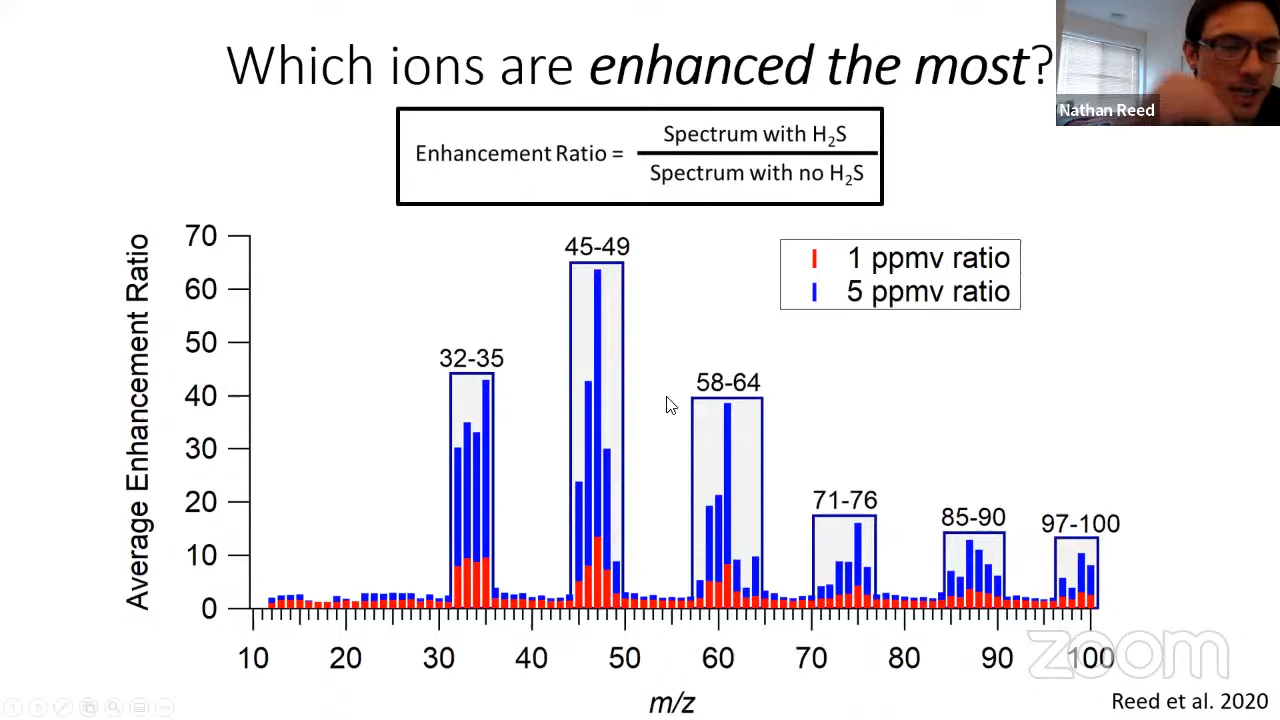 Which ions are enhanced the most?
Nathan Reed
Enhancement Ratio = Spectrum with H₂S
Spectrum with no H₂S
Average Enhancement Ratio
70
60
50
40
30
20
10
0
32-35
45-49
58-64
71-76
85-90
97-100
1 ppmv ratio
5 ppmv ratio
10 20 30 40 50 60 70 80 90 100
m/z
zoom
Reed et al. 2020